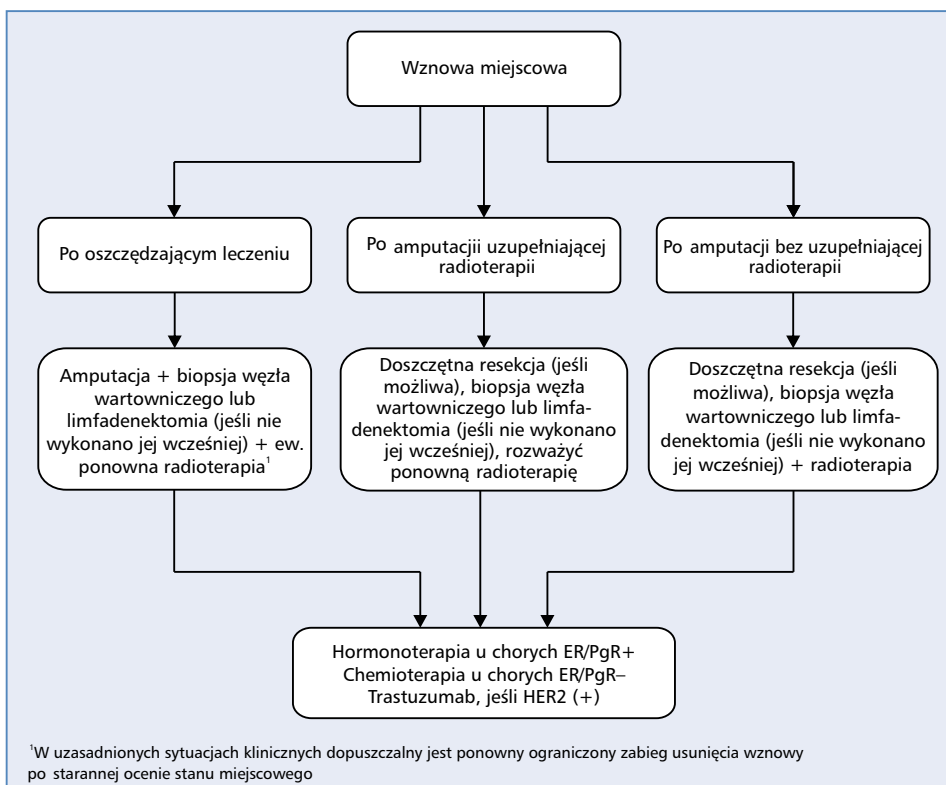 Wznowa miejscowa
Po oszczędzającym leczeniu
Po amputacjii uzupełniającej
radioterapii
Po amputacji bez uzupełniającej
radioterapii
Amputacja + biopsja węzła
wartowniczego lub
limfadenektomia (jeśli nie
wykonano jej wcześniej) + ew.
ponowna radioterapia¹
Doszczętna resekcja (jeśli
możliwa), biopsja węzła
wartowniczego lub limfa-
denektomia (jeśli nie wykonano
jej wcześniej), rozważyć
ponowną radioterapię
Doszczętna resekcja (jeśli
możliwa), biopsja węzła
wartowniczego lub limfa-
denektomia (jeśli nie wykonano
jej wcześniej) + radioterapia
Hormonoterapia u chorych ER/PgR+
Chemioterapia u chorych ER/PgR–
Trastuzumab, jeśli HER2 (+)
¹W uzasadnionych sytuacjach klinicznych dopuszczalny jest ponowny ograniczony zabieg usunięcia wznowy
po starannej ocenie stanu miejscowego